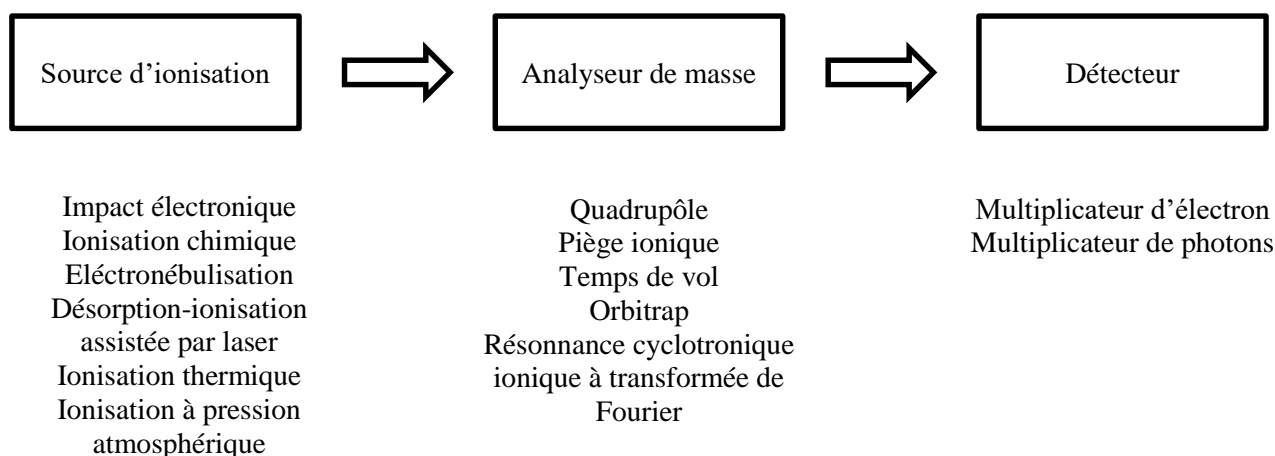 Source d’ionisation
Analyseur de masse
Détecteur
Impact électronique
Ionisation chimique
Eléctronébulisation
Désorption-ionisation
assistée par laser
Ionisation thermique
Ionisation à pression
atmosphérique
Quadrupôle
Piège ionique
Temps de vol
Orbitrap
Résonnance cyclotronique
ionique à transformée de
Fourier
Multiplicateur d’électron
Multiplicateur de photons